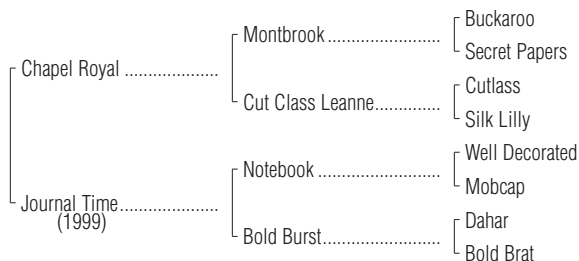 Buckaroo
Montbrook ........................
Secret Papers
Chapel Royal ....................
Cutlass
Cut Class Leanne..............
Silk Lilly
Well Decorated
Notebook ..........................
Mobcap
Journal Time.....................
(1999)
Dahar
Bold Burst.........................
Bold Brat